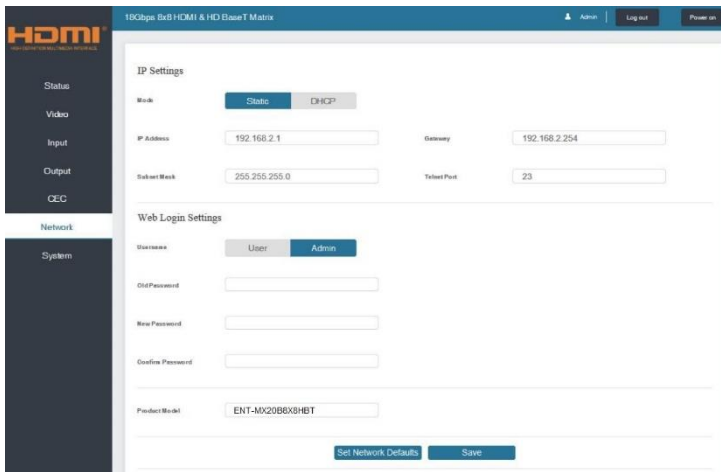 18Gbps 8x8 HDMI & HD BaseT Matrix
Admin
Log out
Power on
HDMI
HIGH-DEFINITION MULTIMEDIA INTERFACE
Status
Video
Input
Output
CEC
Network
System
IP Settings
Mode
Static
DHCP
IP Address
192.168.2.1
Gateway
192.168.2.254
Subnet Mask
255.255.255.0
Telnet Port
23
Web Login Settings
Username
User
Admin
Old Password
New Password
Confirm Password
Product Model
ENT-MX20B8X8HBT
Set Network Defaults
Save